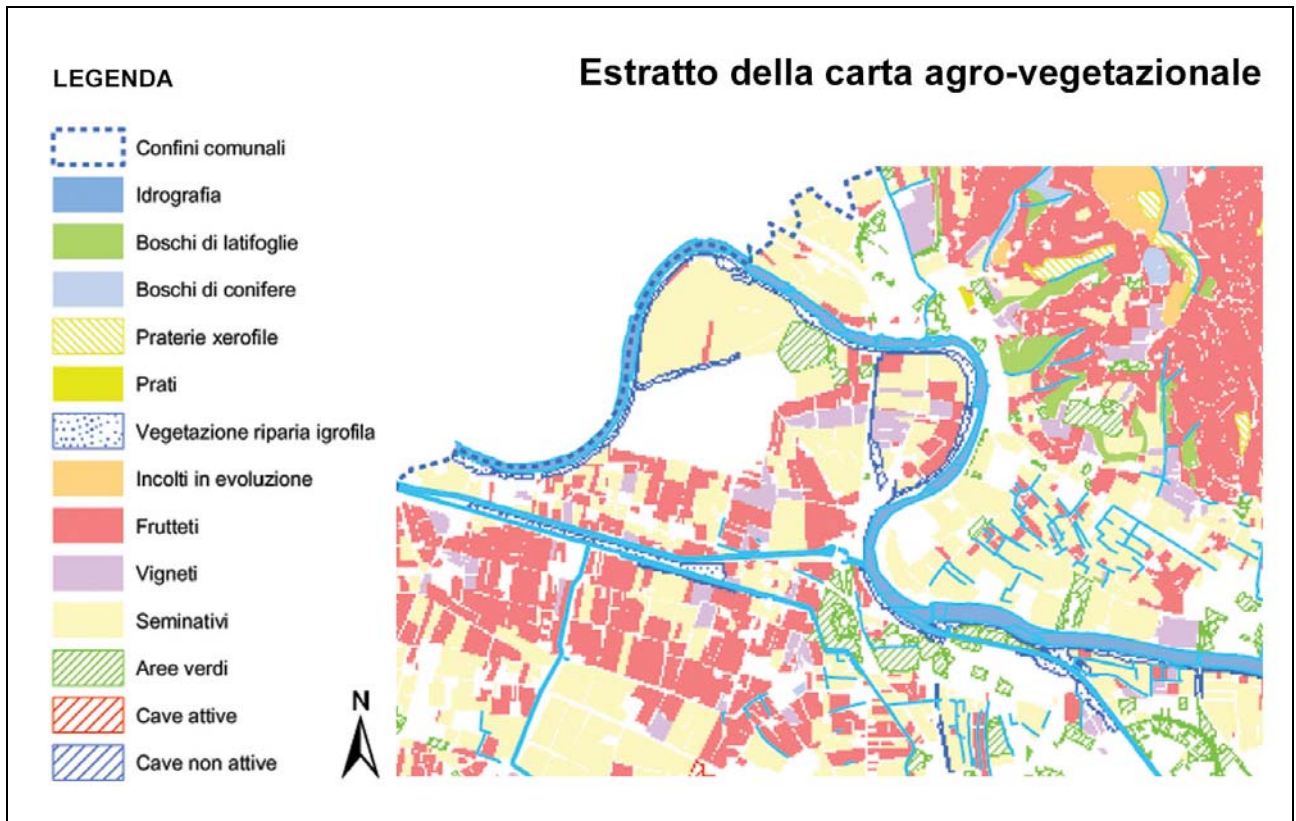 Estratto della carta agro-vegetazionale
LEGENDA
Confini comunali
Idrografia
Boschi di latifoglie
Boschi di conifere
Praterie xerofile
Prati
Vegetazione riparia igrofila
Incolti in evoluzione
Frutteti
Vigneti
Seminativi
Aree verdi
Cave attive
Cave non attive
N